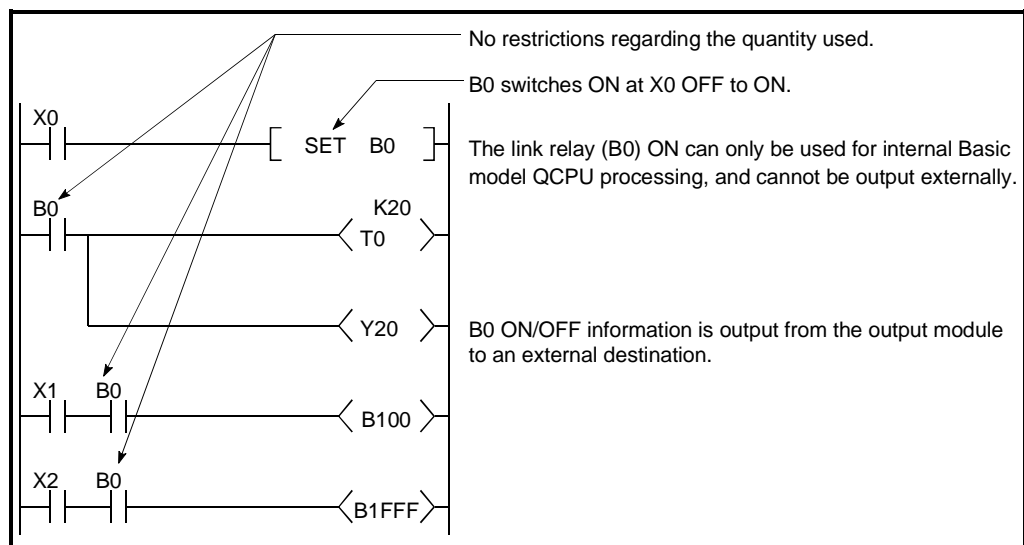 No restrictions regarding the quantity used.
B0 switches ON at X0 OFF to ON.
X0
SET B0
The link relay (B0) ON can only be used for internal Basic
model QCPU processing, and cannot be output externally.
B0
K20
T0
Y20
B0 ON/OFF information is output from the output module
to an external destination.
X1 B0
B100
X2 B0
B1FFF